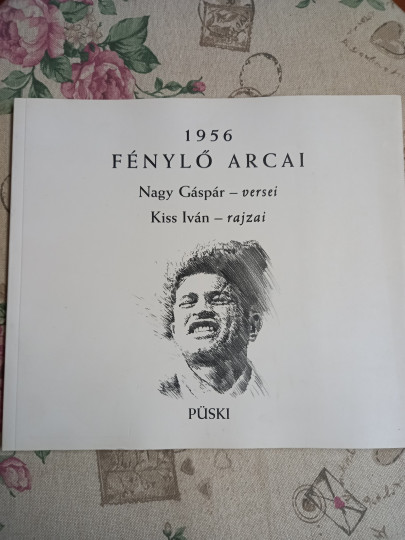 1956
FÉNYLŐ ARCAI
Nagy Gáspár – versei
Kiss Iván – rajzai
PÜSKI